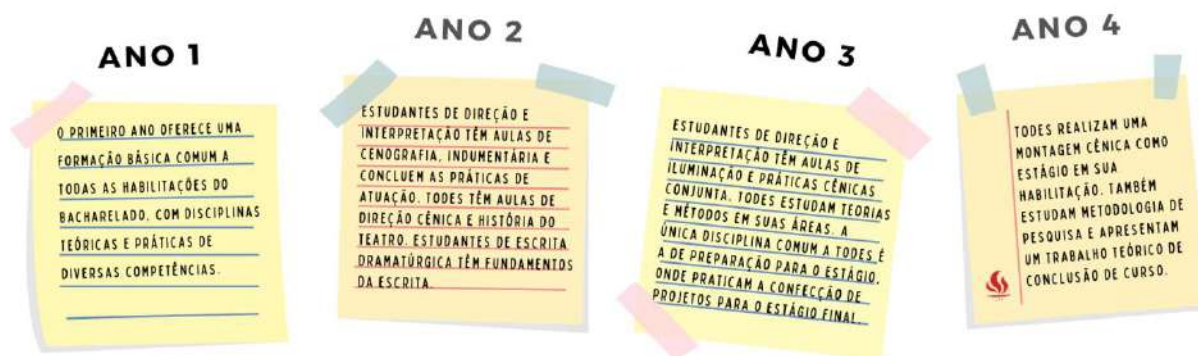 ANO 1
O PRIMEIRO ANO OFERECE UMA
FORMAÇÃO BÁSICA COMUM A
TODAS AS HABILITAÇÕES DO
BACHARELADO, COM DISCIPLINAS
TEÓRICAS E PRÁTICAS DE
DIVERSAS COMPETÊNCIAS.
ANO 2
ESTUDANTES DE DIREÇÃO E
INTERPRETAÇÃO TÊM AULAS DE
CENOGRAFIA, INDUMENTÁRIA E
CONCLUEM AS PRÁTICAS DE
ATUAÇÃO. TODES TÊM AULAS DE
DIREÇÃO CÊNICA E HISTÓRIA DO
TEATRO. ESTUDANTES DE ESCRITA
DRAMATÚRGICA TÊM FUNDAMENTOS
DA ESCRITA.
ANO 3
ESTUDANTES DE DIREÇÃO E
INTERPRETAÇÃO TÊM AULAS DE
ILUMINAÇÃO E PRÁTICAS CÊNICAS
CONJUNTA. TODES ESTUDAM TEORIAS
E MÉTODOS EM SUAS ÁREAS. A
ÚNICA DISCIPLINA COMUM A TODES É
A DE PREPARAÇÃO PARA O ESTÁGIO,
ONDE PRATICAM A CONFECÇÃO DE
PROJETOS PARA O ESTÁGIO FINAL.
ANO 4
TODES REALIZAM UMA
MONTAGEM CÊNICA COMO
ESTÁGIO EM SUA
HABILITAÇÃO. TAMBÉM
ESTUDAM METODOLOGIA DE
PESQUISA E APRESENTAM
UM TRABALHO TEÓRICO DE
CONCLUSÃO DE CURSO.